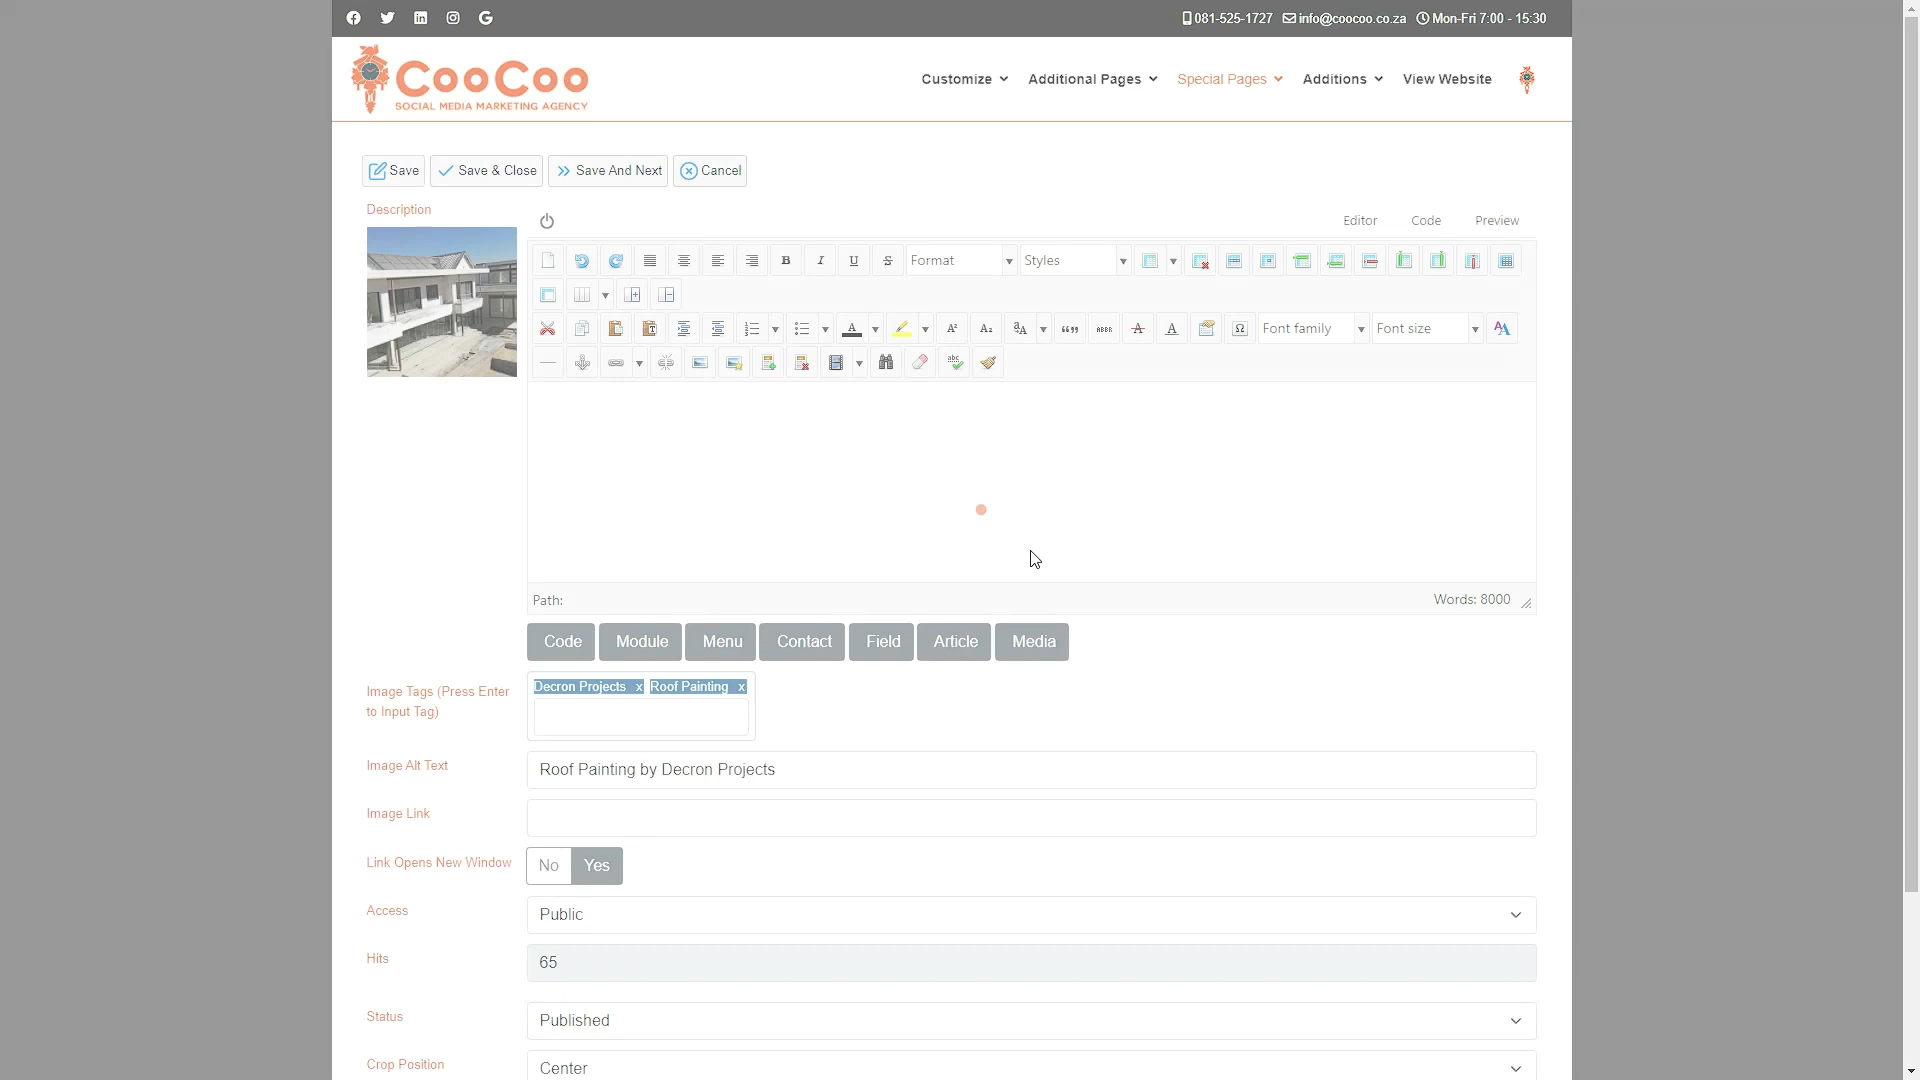 081-525-1727 info@coocoo.co.za Mon-Fri 7:00 - 15:30
CooCoo
SOCIAL MEDIA MARKETING AGENCY
Customize Additional Pages Special Pages Additions View Website
Save Save & Close Save And Next Cancel
Description
Editor Code Preview
Format Styles
Font family Font size
Path: Words: 8000
Code Module Menu Contact Field Article Media
Image Tags (Press Enter
to Input Tag)
Decron Projects x Roof Painting x
Image Alt Text Roof Painting by Decron Projects
Image Link
Link Opens New Window No Yes
Access Public
Hits 65
Status Published
Crop Position Center